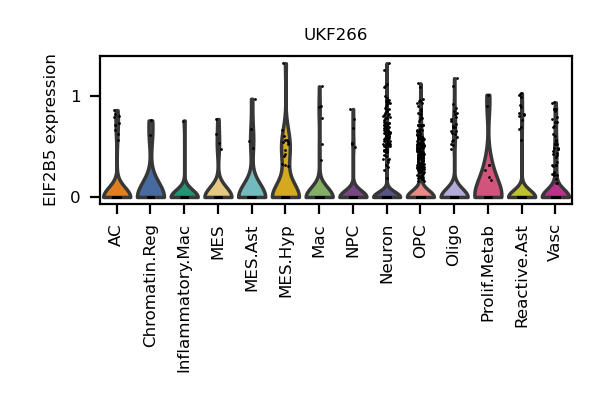 UKF266
EIF2B5 expression
1
0
AC
Chromatin.Reg
Inflammatory.Mac
MES
MES.Ast
MES.Hyp
Mac
NPC
Neuron
OPC
Oligo
Prolif.Metab
Reactive.Ast
Vasc